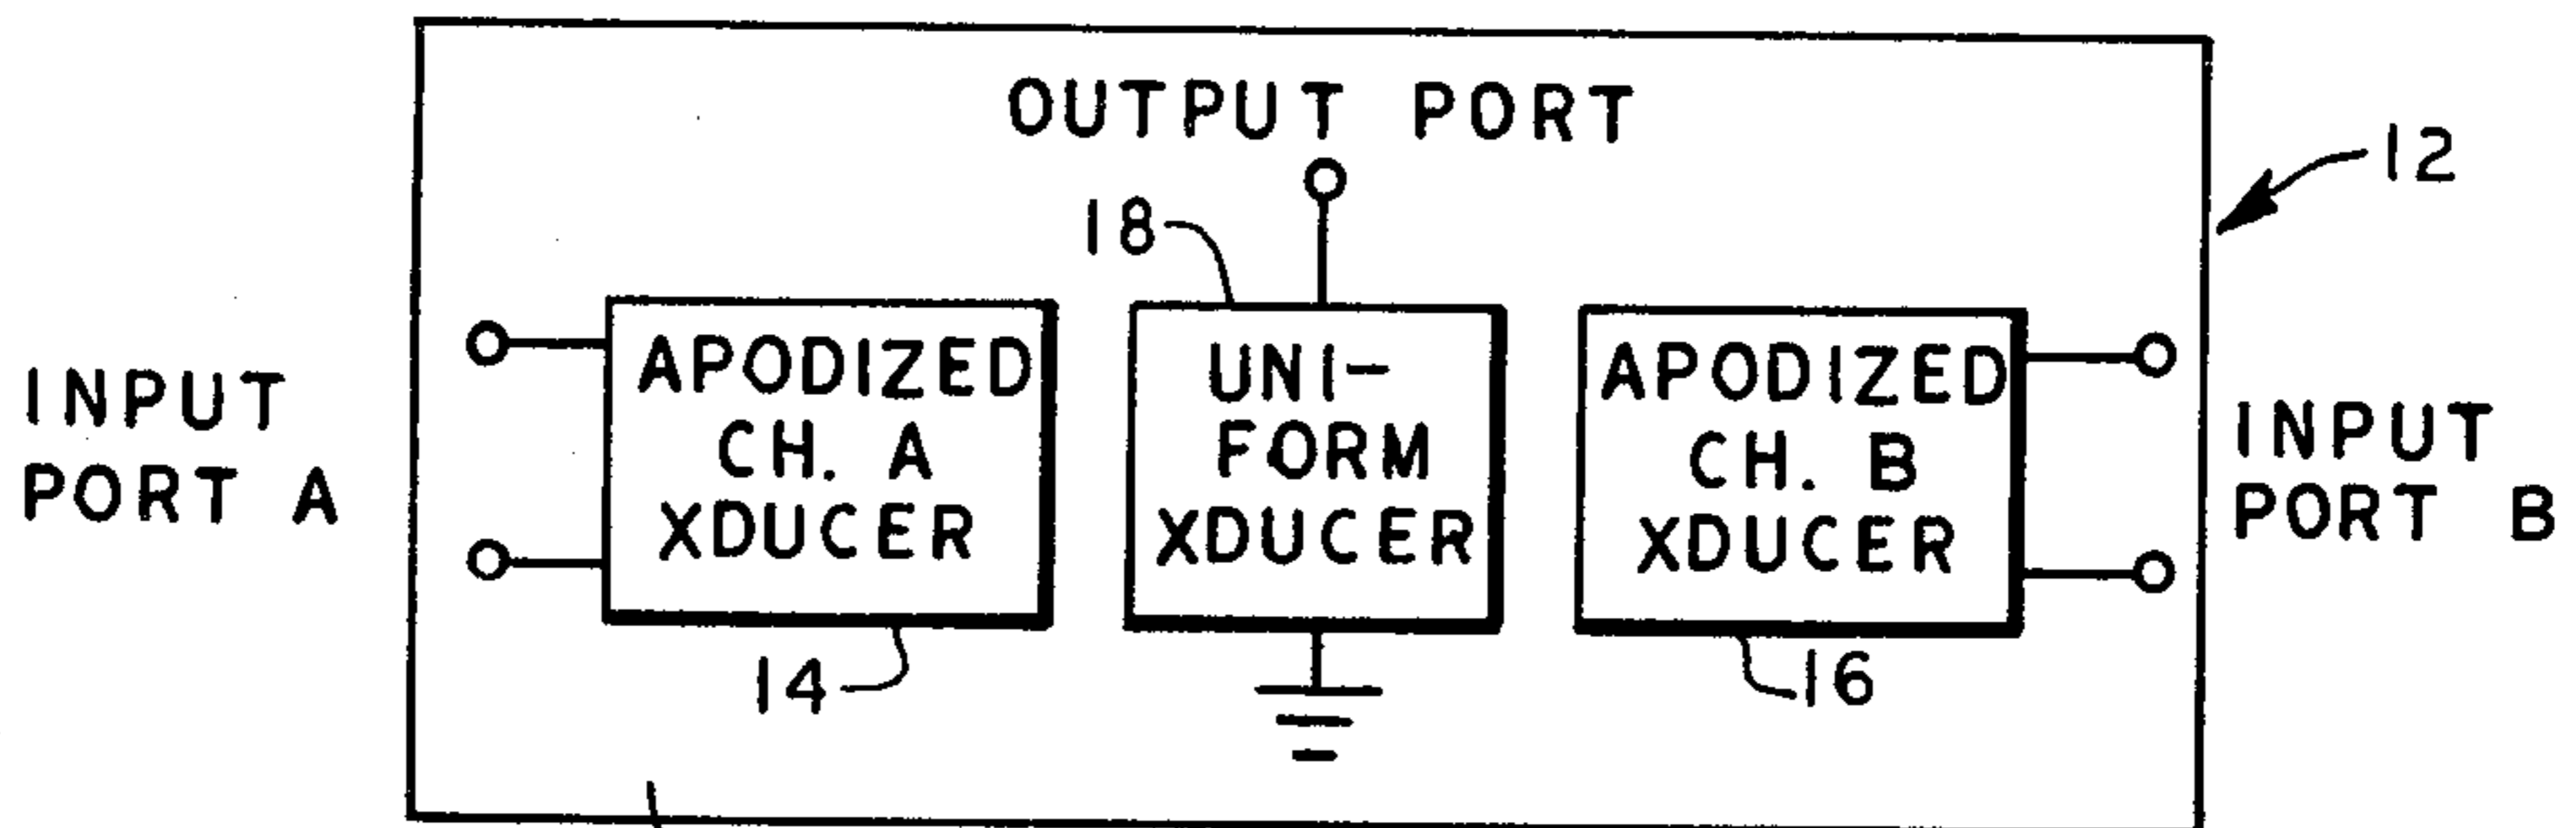 OUTPUT PORT
12
18
INPUT
PORT A
APODIZED
CH. A
XDUCER
UNI-
FORM
XDUCER
APODIZED
CH. B
XDUCER
INPUT
PORT B
14
16